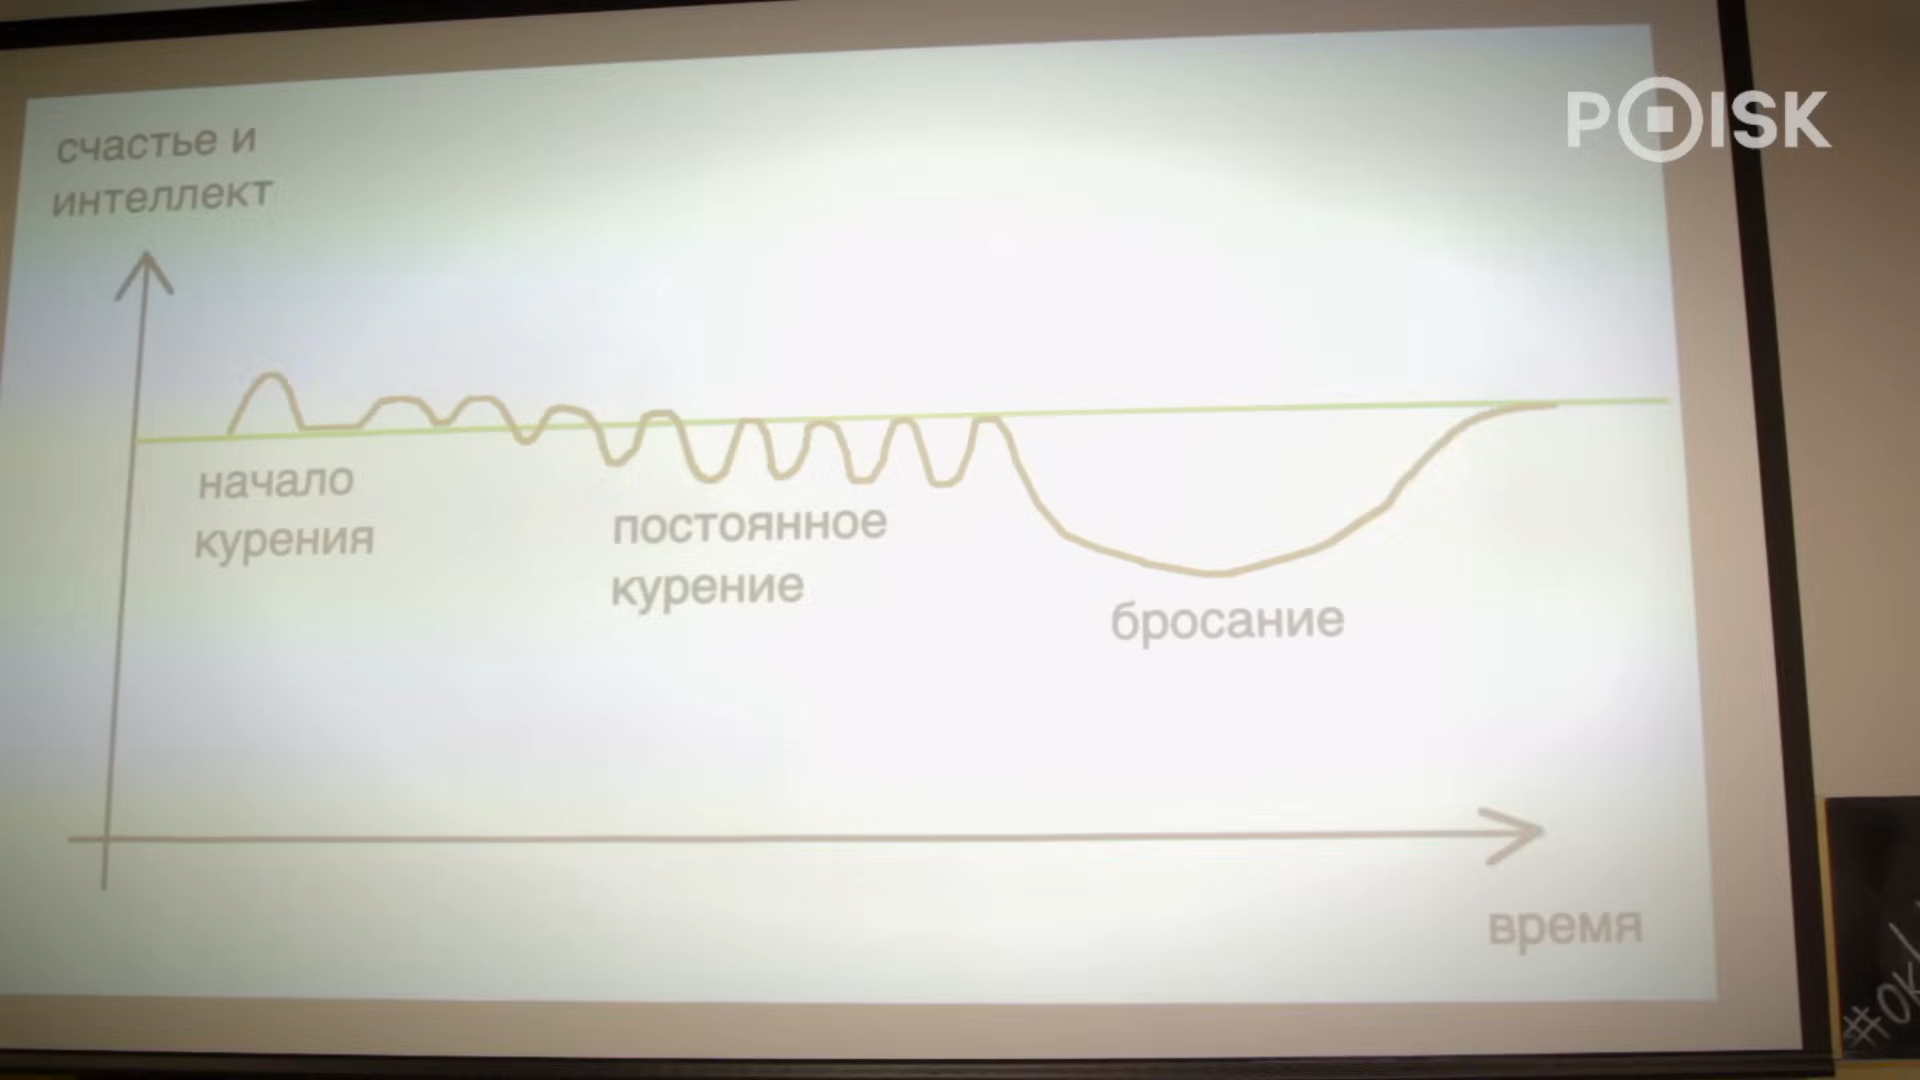 POISK
счастье и
интеллект
начало
курения
постоянное
курение
бросание
время